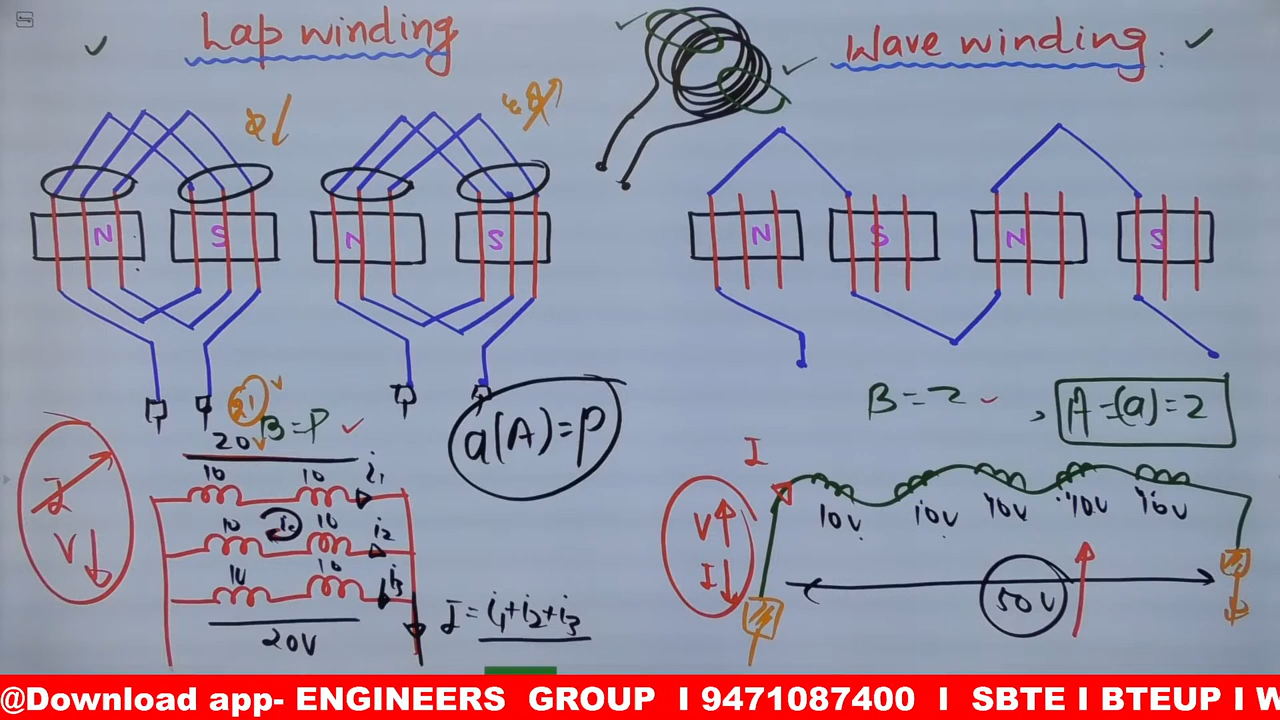 Lap winding
Wave winding
N
S
N
S
N
S
N
S
21
20V
B=P
a(A)=P
B=2
A=(a)=2
I
V
10
10
i1
10
10
i2
10
10
i3
20V
I=i1+i2+i3
I
V
I
10V
10V
10V
10V
10V
50V
@Download app- ENGINEERS GROUP I 9471087400 I SBTE I BTEUP I W